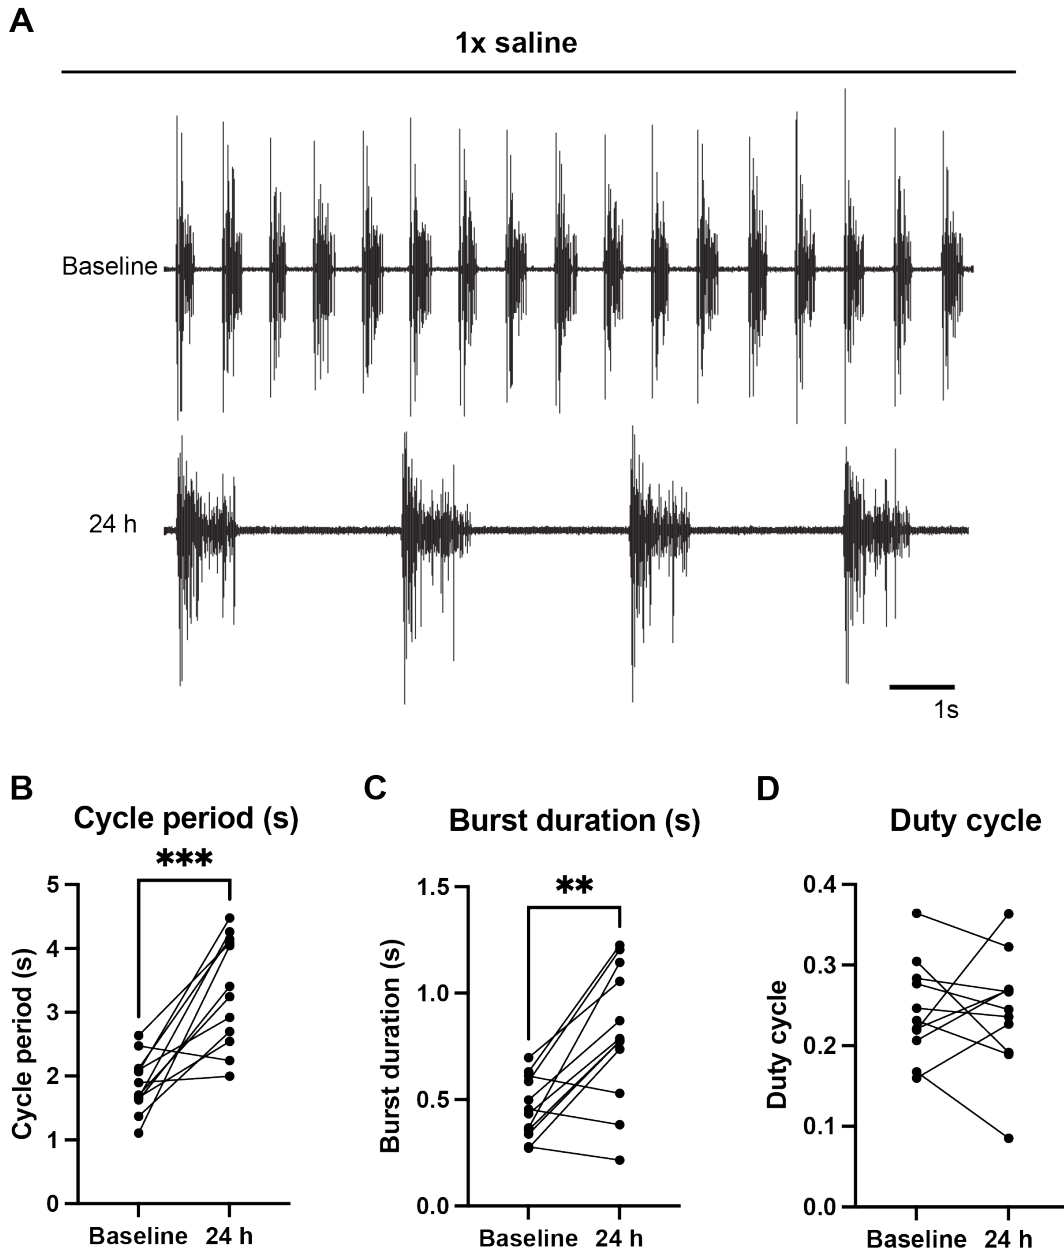 A
1x saline
Baseline
24 h
1s
B
Cycle period (s)
***
Cycle period (s)
5
4
3
2
1
0
Baseline 24 h
C
Burst duration (s)
**
Burst duration (s)
1.5
1.0
0.5
0.0
Baseline 24 h
D
Duty cycle
Duty cycle
0.4
0.3
0.2
0.1
0.0
Baseline 24 h